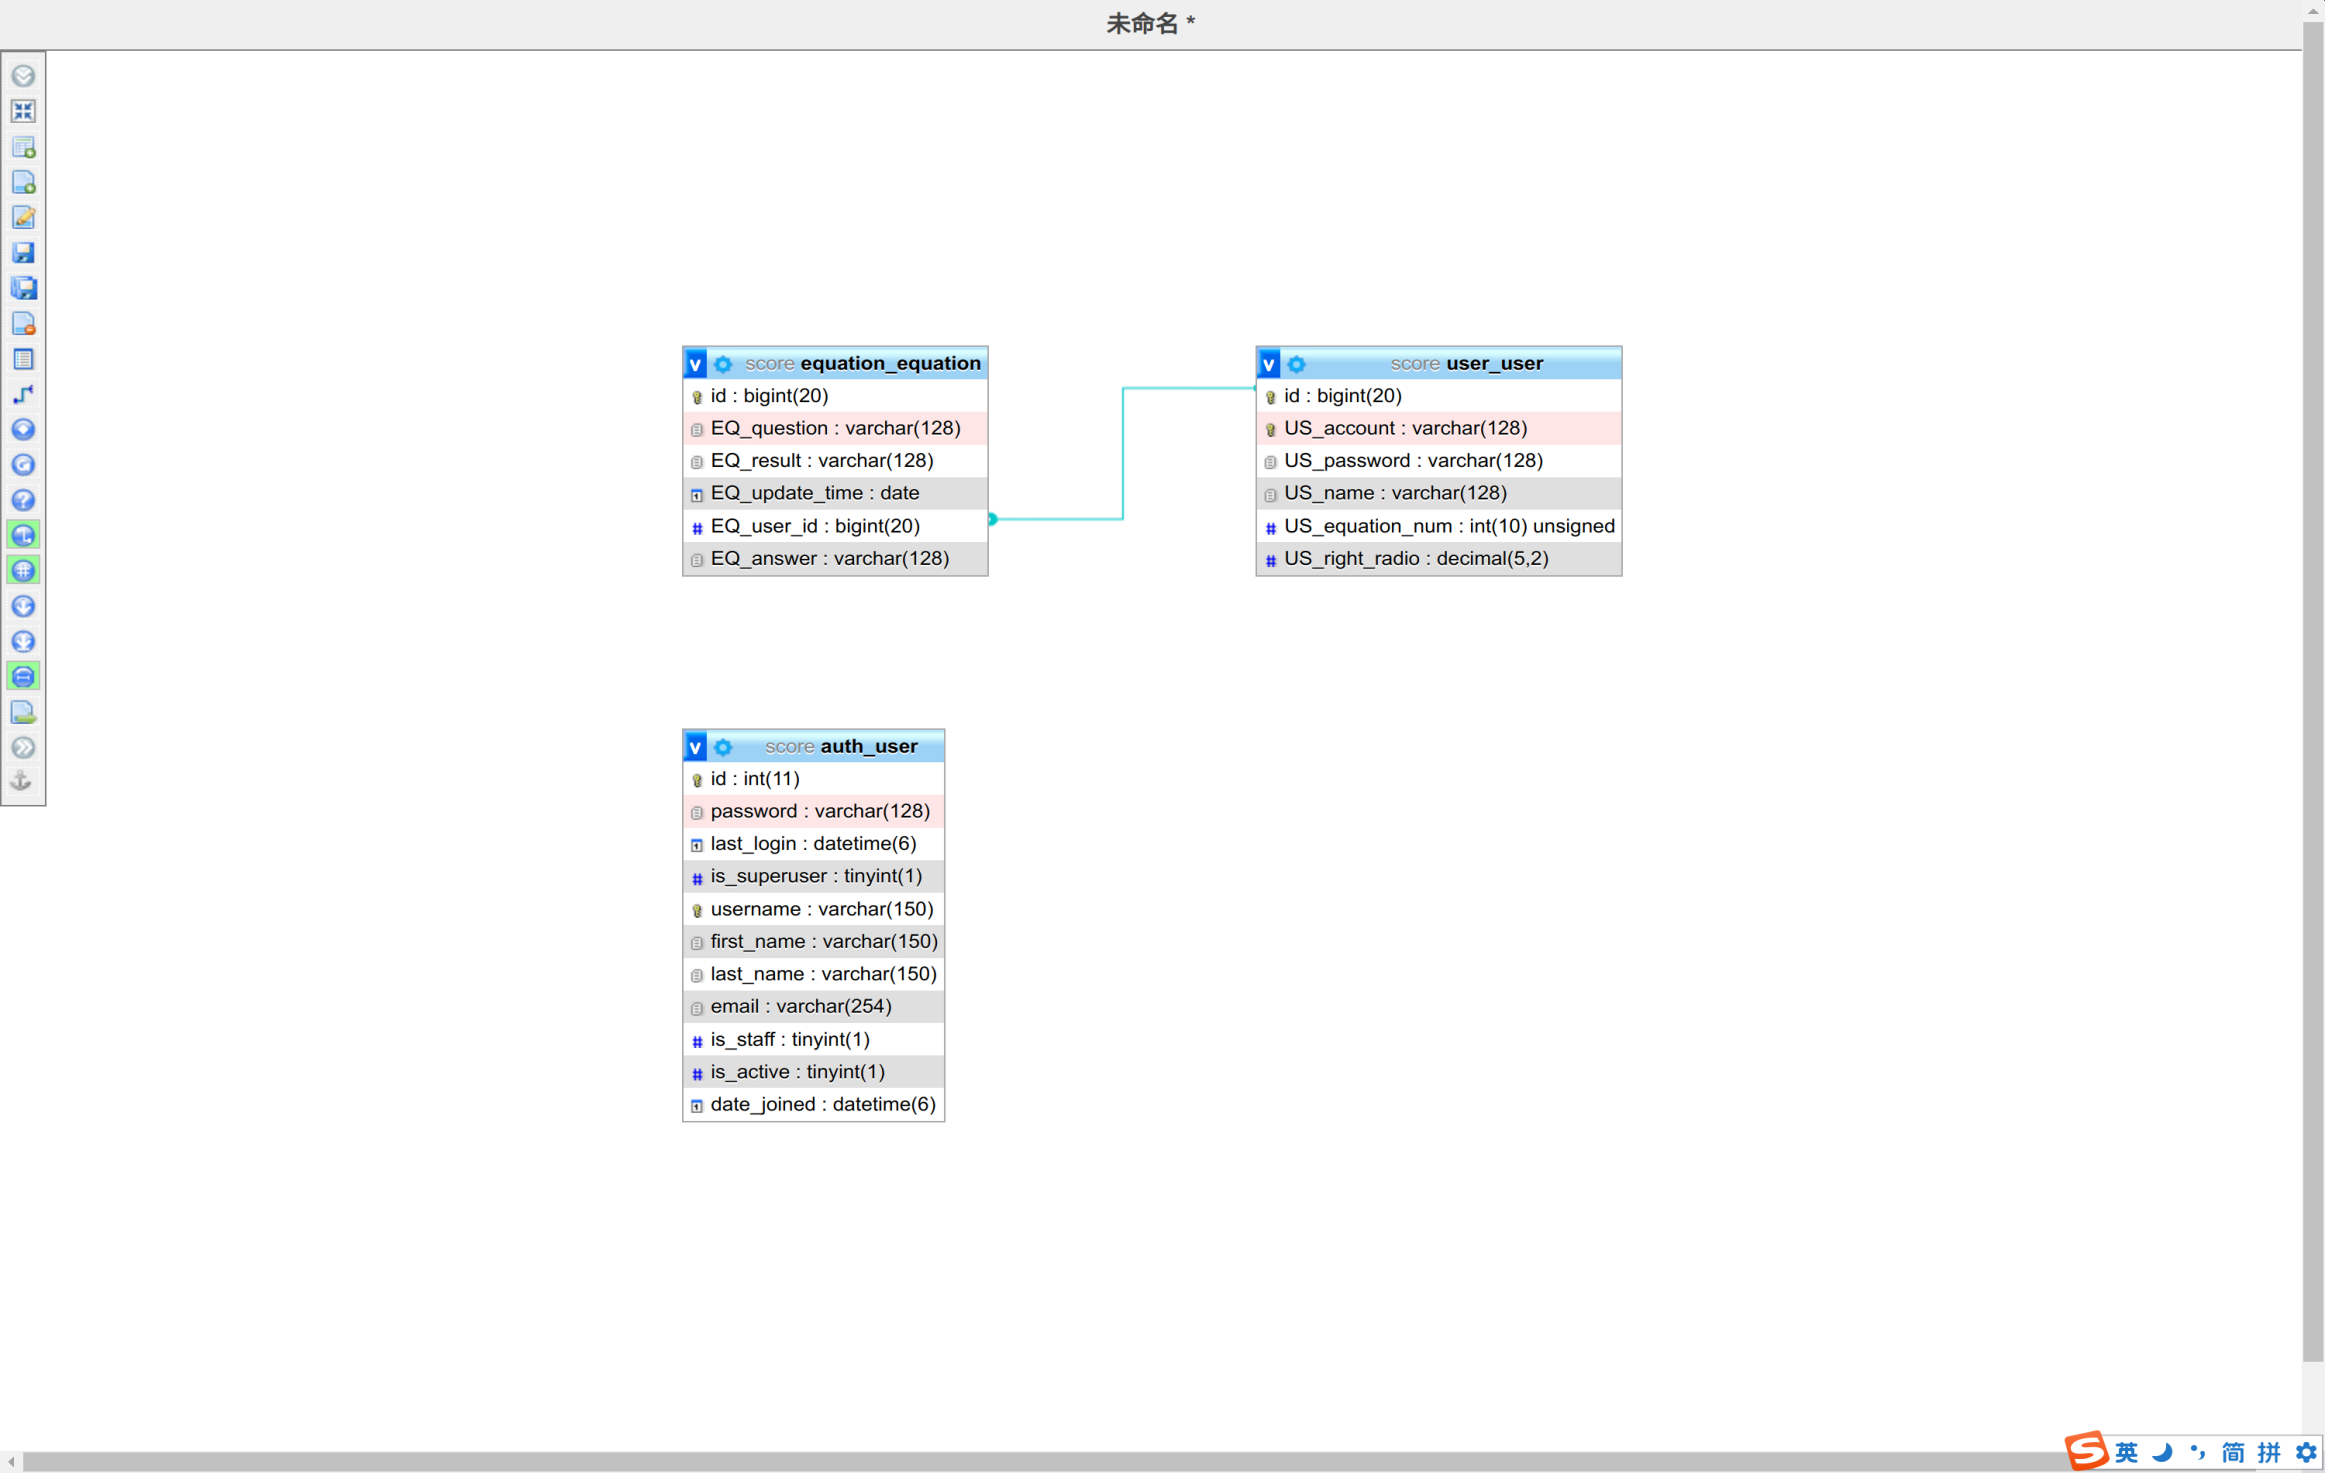 未命名 *
v score equation_equation
id : bigint(20)
EQ_question : varchar(128)
EQ_result : varchar(128)
EQ_update_time : date
# EQ_user_id : bigint(20)
EQ_answer : varchar(128)
v score user_user
id : bigint(20)
US_account : varchar(128)
US_password : varchar(128)
US_name : varchar(128)
# US_equation_num : int(10) unsigned
# US_right_radio : decimal(5,2)
v score auth_user
id : int(11)
password : varchar(128)
last_login : datetime(6)
# is_superuser : tinyint(1)
username : varchar(150)
first_name : varchar(150)
last_name : varchar(150)
email : varchar(254)
# is_staff : tinyint(1)
# is_active : tinyint(1)
date_joined : datetime(6)
S 英 简 拼